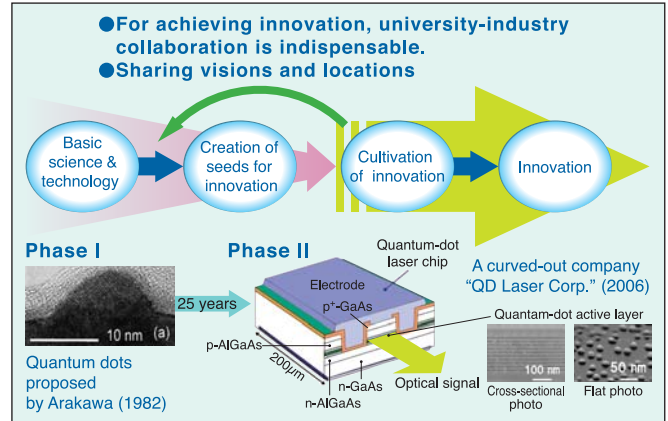 ●For achieving innovation, university-industry
collaboration is indispensable.
●Sharing visions and locations
Basic
science &
technology
Creation of
seeds for
innovation
Cultivation
of innovation
Innovation
Phase I
10 nm
(a)
Quantum dots
proposed
by Arakawa (1982)
25 years
Phase II
Quantum-dot
laser chip
Electrode
p⁺-GaAs
p-AlGaAs
200μm
n-AlGaAs
n-GaAs
Optical signal
A curved-out company
“QD Laser Corp.” (2006)
Quantam-dot active layer
100 nm
Cross-sectional
photo
50 nm
Flat photo